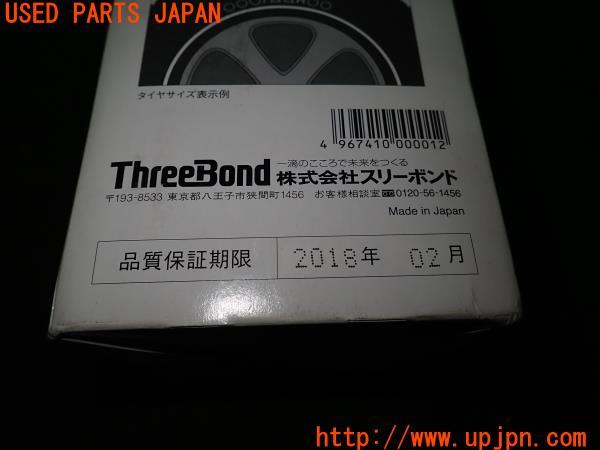 USED PARTS JAPAN
タイヤサイズ表示例
4 967410 000012
ThreeBond 一滴のこころで未来をつくる
株式会社スリーボンド
〒193-8533 東京都八王子市狭間町1456 お客様相談室 0120-56-1456
Made in Japan
品質保証期限 2018年 02月
http://www.upjpn.com